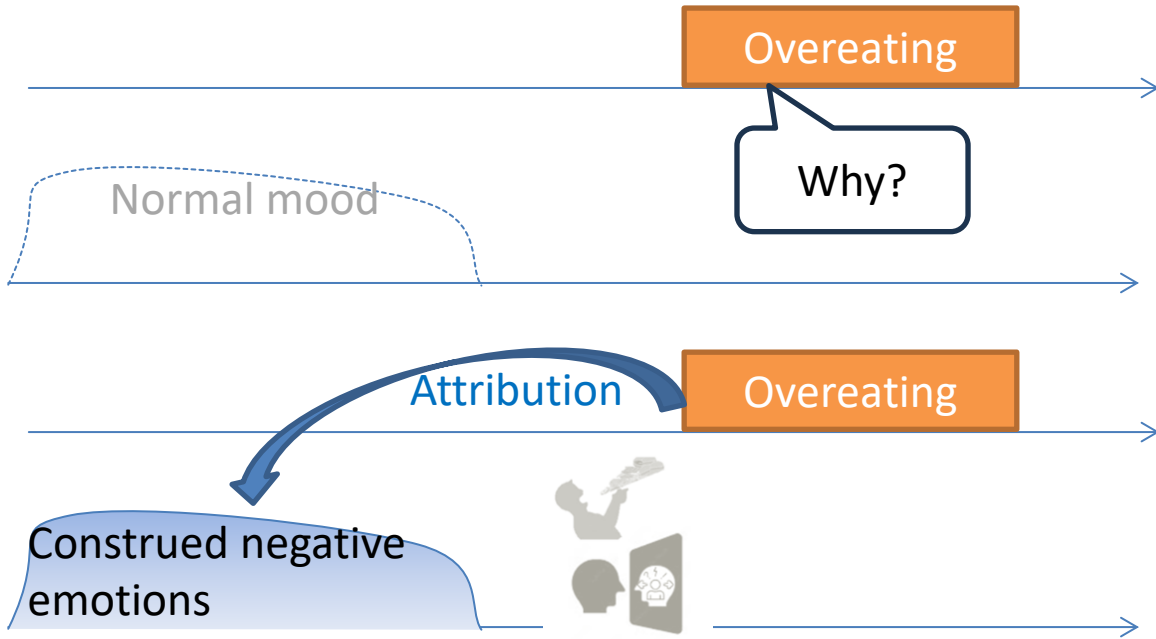 Overeating
Why?
Normal mood
Attribution
Overeating
Construed negative
emotions